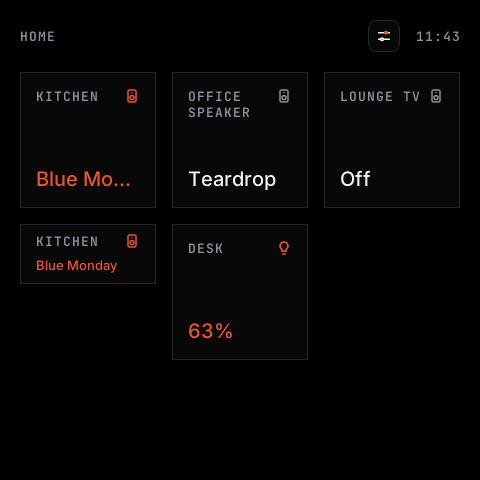 HOME
11:43
KITCHEN
OFFICE
SPEAKER
LOUNGE TV
Blue Mo…
Teardrop
Off
KITCHEN
Blue Monday
DESK
63%